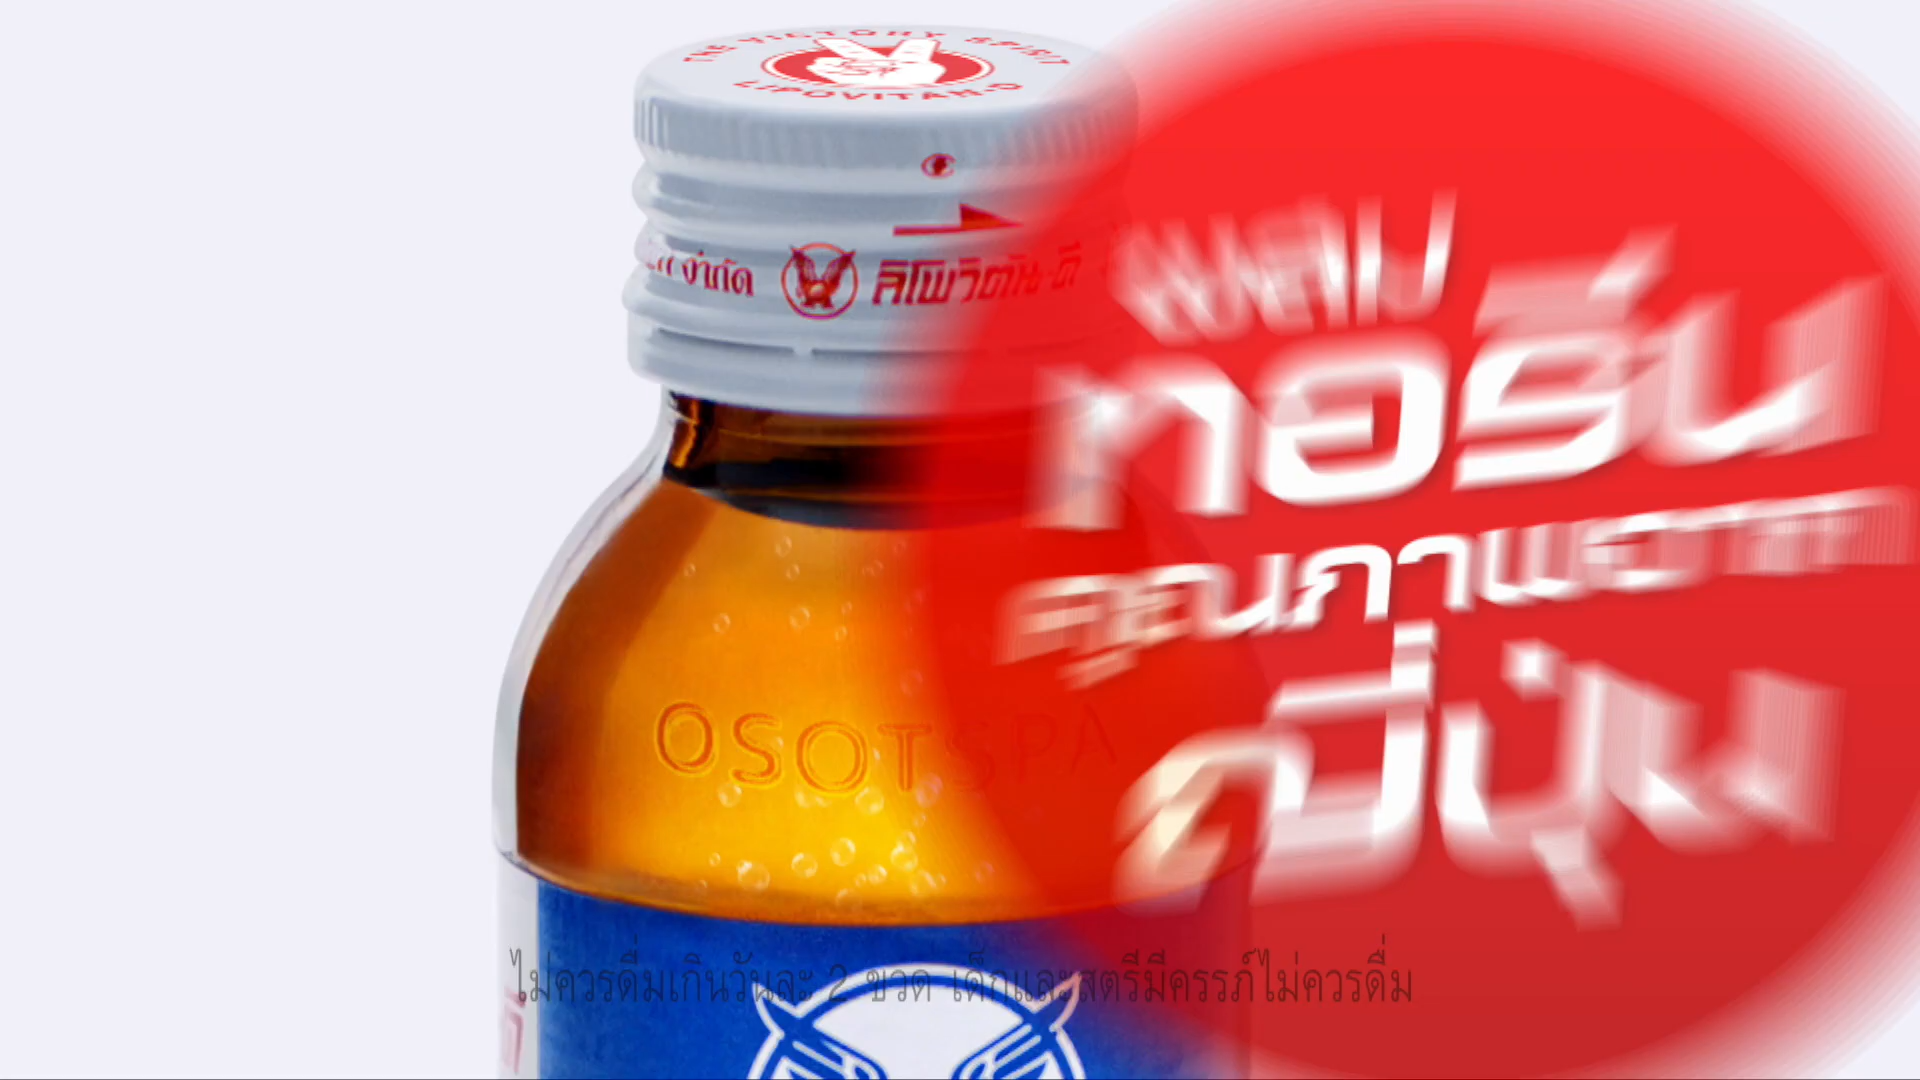 THE VICTORY SPIRIT
LIPOVITAN-D
จำกัด ลิโพวิตัน-ดี
ผสม
ทอรีน
คุณภาพจาก
ญี่ปุ่น
OSOTSPA
ไม่ควรดื่มเกินวันละ 2 ขวด เด็กและสตรีมีครรภ์ไม่ควรดื่ม
ดี